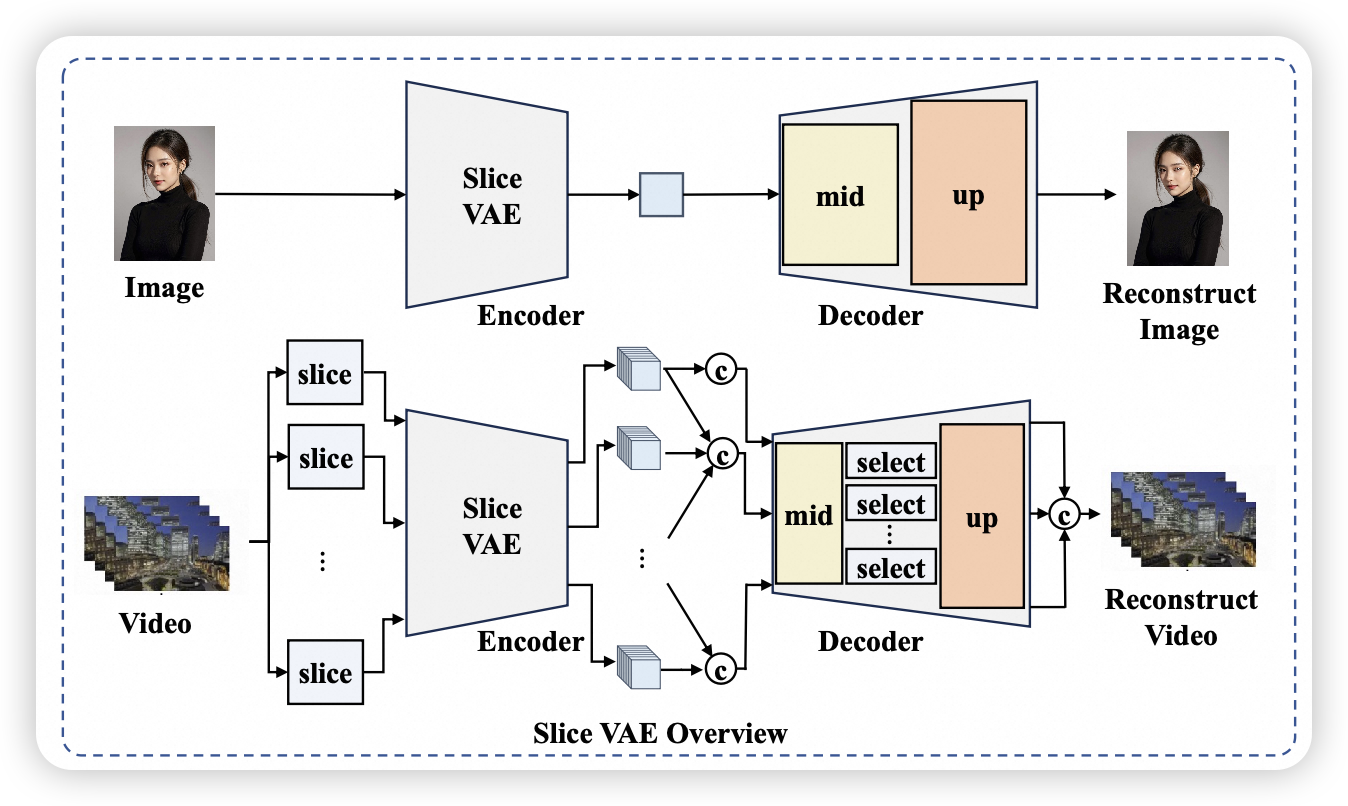 Slice
VAE
mid
up
Image
Encoder
Decoder
Reconstruct
Image
slice
c
slice
c
select
Slice
VAE
mid
select
up
c
select
Video
Encoder
Decoder
Reconstruct
Video
slice
c
Slice VAE Overview